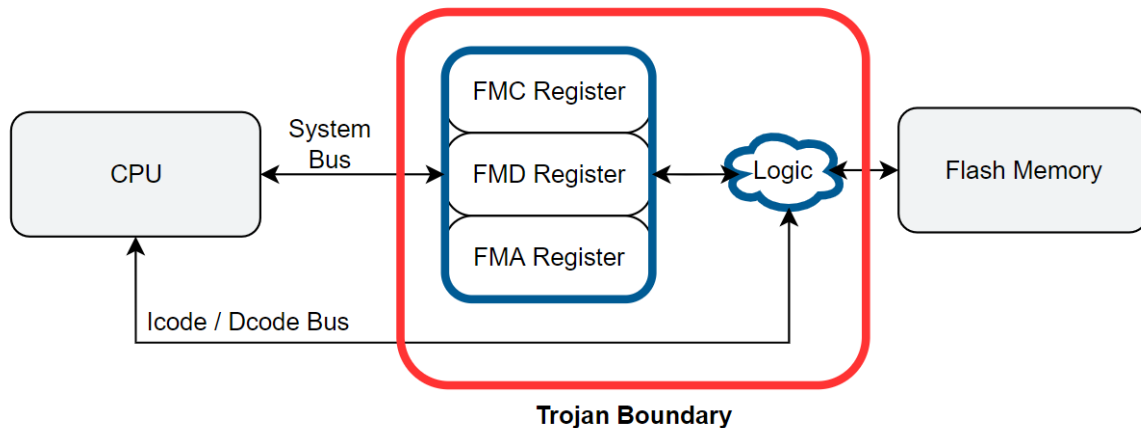 FMC Register
System
Bus
CPU
FMD Register
Logic
Flash Memory
FMA Register
Icode / Dcode Bus
Trojan Boundary